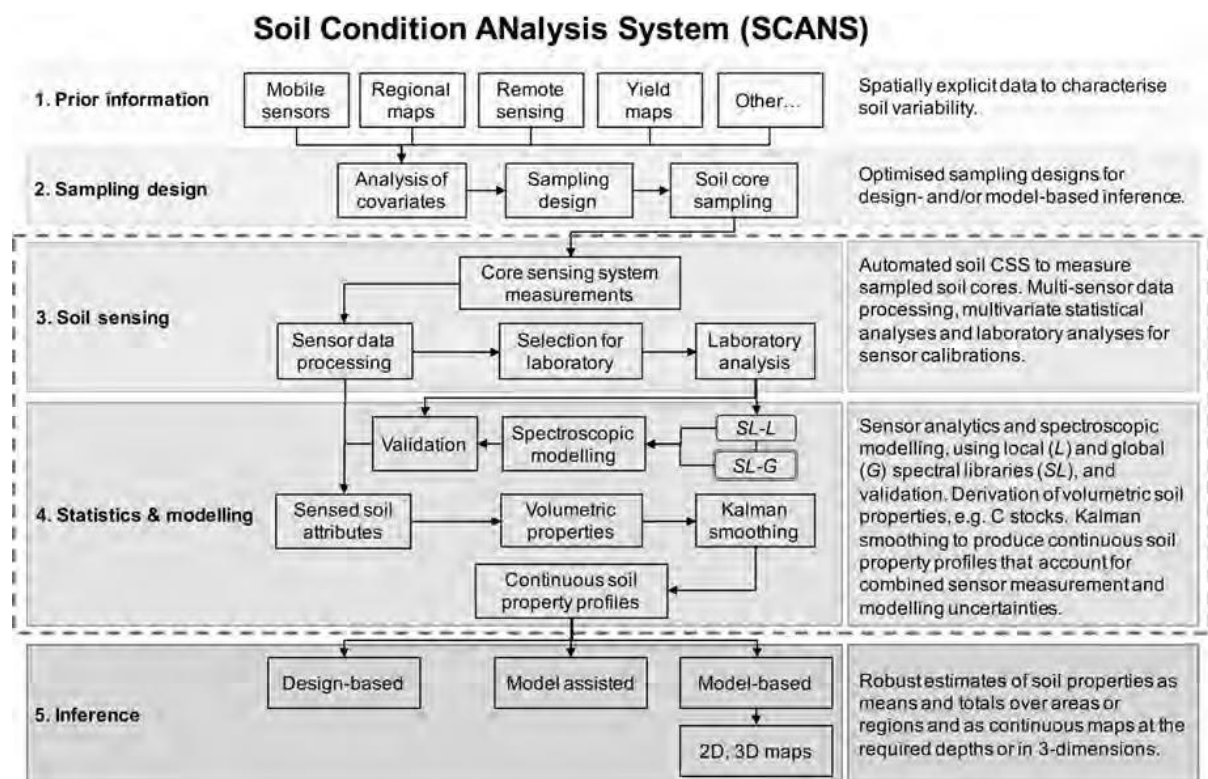 Soil Condition ANalysis System (SCANS)
1. Prior information
Mobile
sensors
Regional
maps
Remote
sensing
Yield
maps
Other...
Spatially explicit data to characterise
soil variability.
2. Sampling design
Analysis of
covariates
Sampling
design
Soil core
sampling
Optimised sampling designs for
design- and/or model-based inference.
3. Soil sensing
Core sensing system
measurements
Sensor data
processing
Selection for
laboratory
Laboratory
analysis
Automated soil CSS to measure
sampled soil cores. Multi-sensor data
processing, multivariate statistical
analyses and laboratory analyses for
sensor calibrations.
4. Statistics & modelling
Validation
Spectroscopic
modelling
SL-L
SL-G
Sensed soil
attributes
Volumetric
properties
Kalman
smoothing
Continuous soil
property profiles
Sensor analytics and spectroscopic
modelling, using local (L) and global
(G) spectral libraries (SL), and
validation. Derivation of volumetric soil
properties, e.g. C stocks. Kalman
smoothing to produce continuous soil
property profiles that account for
combined sensor measurement and
modelling uncertainties.
5. Inference
Design-based
Model assisted
Model-based
2D, 3D maps
Robust estimates of soil properties as
means and totals over areas or
regions and as continuous maps at the
required depths or in 3-dimensions.